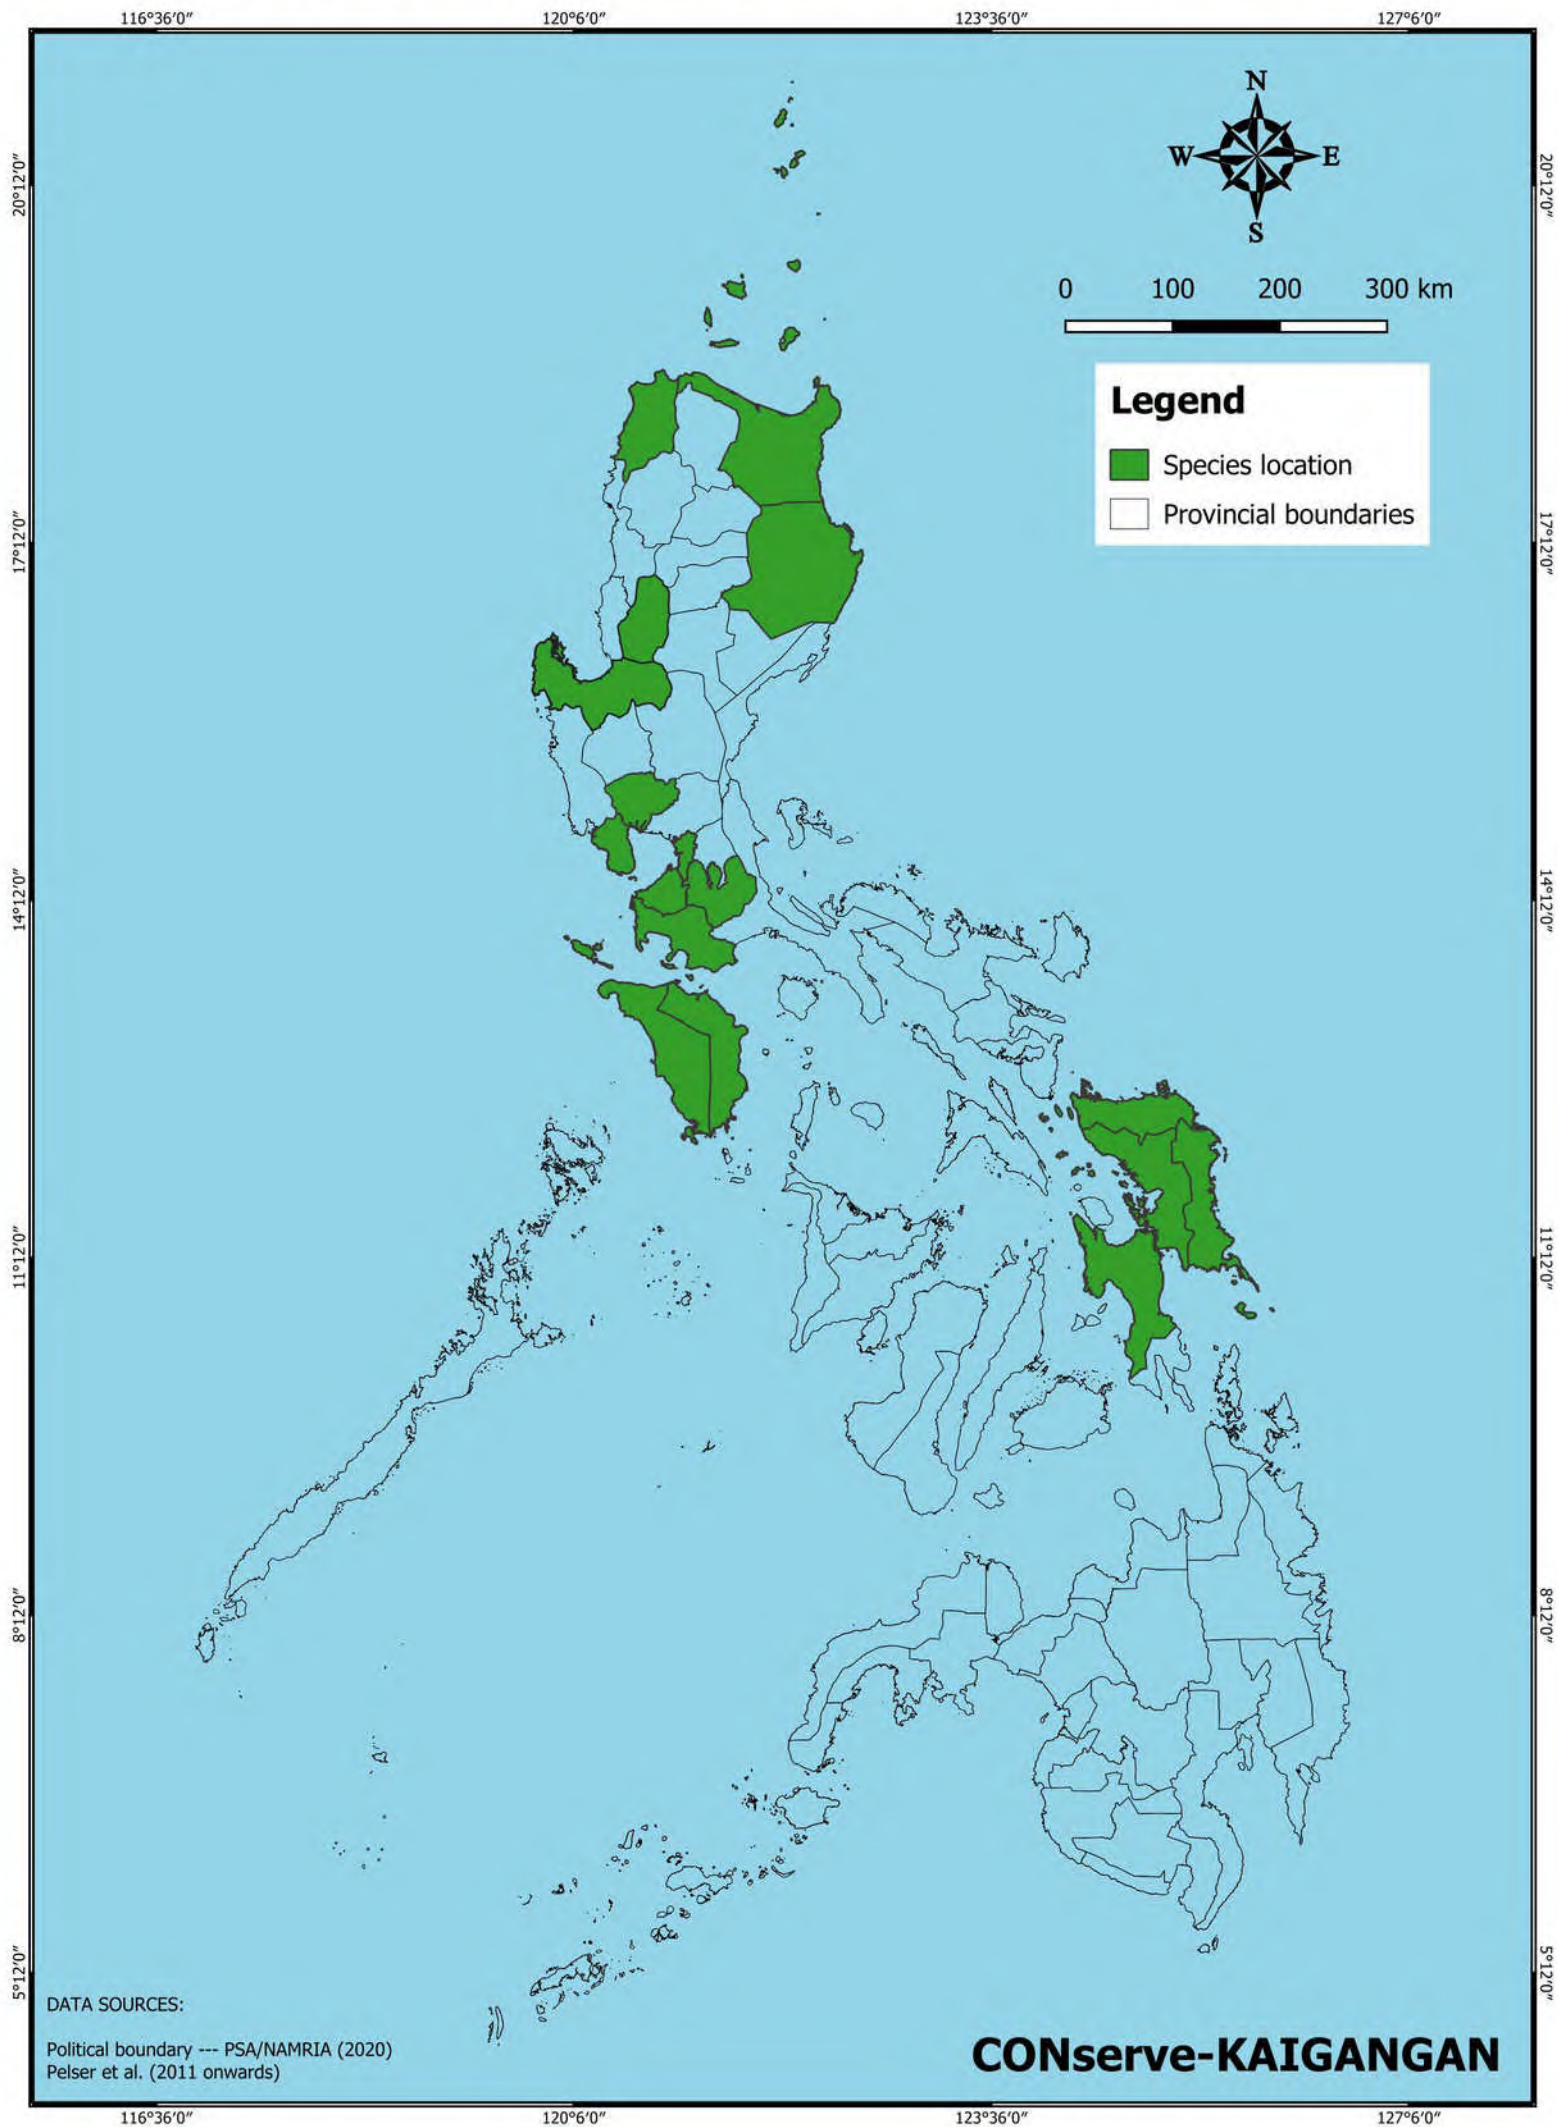 116°36′0″ 120°6′0″ 123°36′0″ 127°6′0″
N
W E
S
20°12′0″ 20°12′0″
0 100 200 300 km
Legend
Species location
Provincial boundaries
17°12′0″ 17°12′0″
14°12′0″ 14°12′0″
11°12′0″ 11°12′0″
8°12′0″ 8°12′0″
5°12′0″ 5°12′0″
DATA SOURCES:
Political boundary --- PSA/NAMRIA (2020)
Pelser et al. (2011 onwards)
CONserve-KAIGANGAN
116°36′0″ 120°6′0″ 123°36′0″ 127°6′0″